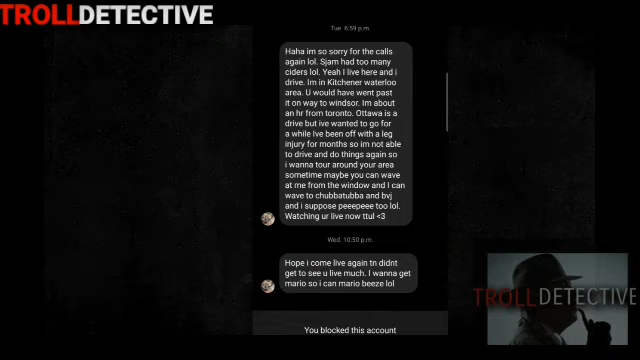 TROLLDETECTIVE
Tue. 6:59 p.m.
Haha im so sorry for the calls
again lol. Sjam had too many
ciders lol. Yeah I live here and i
drive. Im in Kitchener waterloo
area. U would have went past
it on way to windsor. Im about
an hr from toronto. Ottawa is a
drive but ive wanted to go for
a while Ive been off with a leg
injury for months so im not able
to drive and do things again so
i wanna tour around your area
sometime maybe you can wave
at me from the window and I can
wave to chubbatubba and bvj
and i suppose peeepeee too lol.
Watching ur live now ttul <3
Wed. 10:50 p.m.
Hope i come live again tn didnt
get to see u live much. I wanna get
mario so i can mario beeze lol
You blocked this account
TROLLDETECTIVE